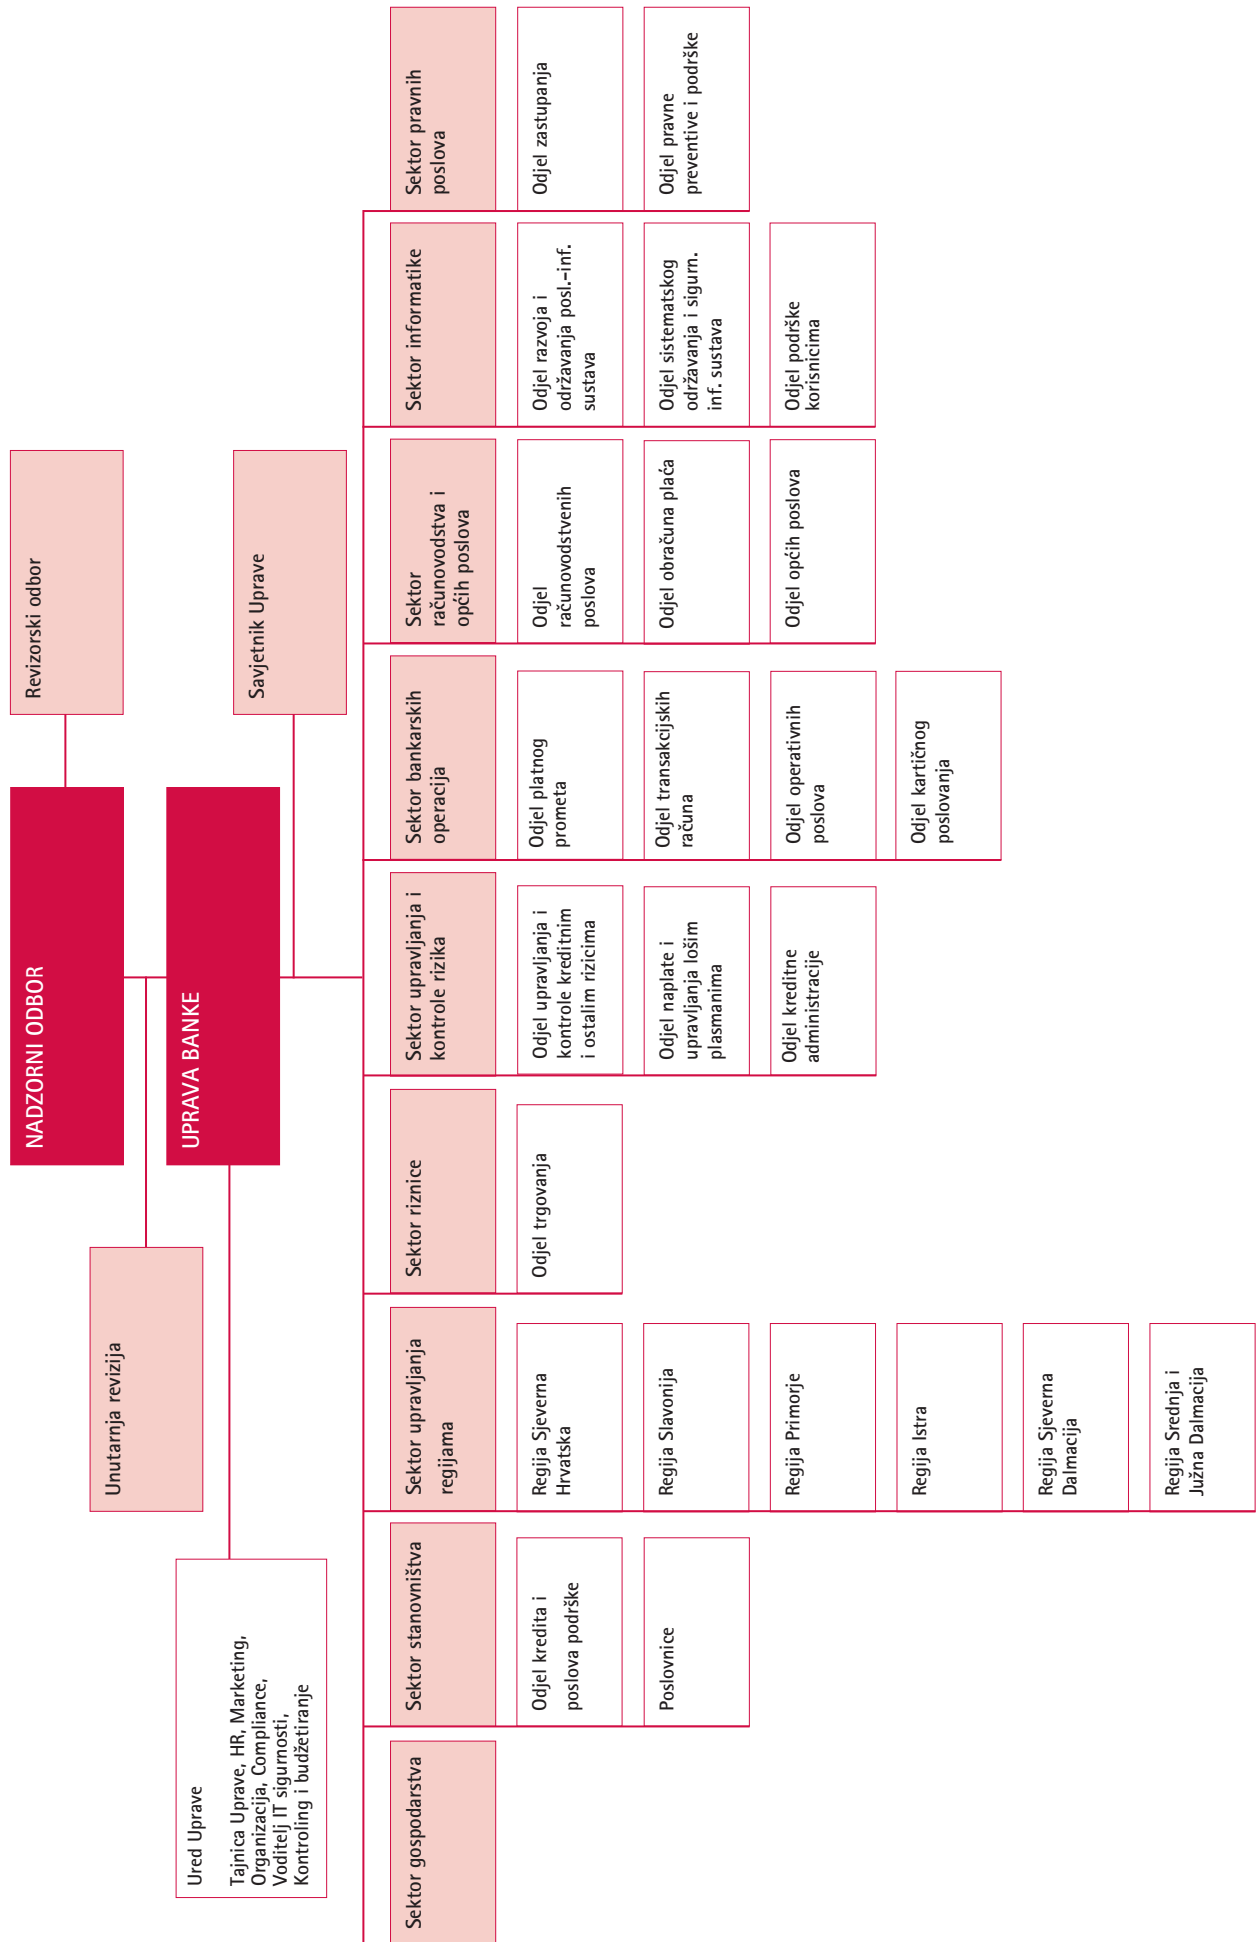 NADZORNI ODBOR
Revizorski odbor
Unutarnja revizija
UPRAVA BANKE
Savjetnik Uprave
Ured Uprave
Tajnica Uprave, HR, Marketing,
Organizacija, Compliance,
Voditelj IT sigurnosti,
Kontroling i budžetiranje
Sektor gospodarstva
Sektor stanovništva
Odjel kredita i
poslova podrške
Poslovnice
Sektor upravljanja
regijama
Regija Sjeverna
Hrvatska
Regija Slavonija
Regija Primorje
Regija Istra
Regija Sjeverna
Dalmacija
Regija Srednja i
Južna Dalmacija
Sektor riznice
Odjel trgovanja
Sektor upravljanja i
kontrole rizika
Odjel upravljanja i
kontrole kreditnim
i ostalim rizicima
Odjel naplate i
upravljanja lošim
plasmanima
Odjel kreditne
administracije
Sektor bankarskih
operacija
Odjel platnog
prometa
Odjel transakcijskih
računa
Odjel operativnih
poslova
Odjel kartičnog
poslovanja
Sektor
računovodstva i
općih poslova
Odjel
računovodstvenih
poslova
Odjel obračuna plaća
Odjel općih poslova
Sektor informatike
Odjel razvoja i
održavanja posl.-inf.
sustava
Odjel sistematskog
održavanja i sigurn.
inf. sustava
Odjel podrške
korisnicima
Sektor pravnih
poslova
Odjel zastupanja
Odjel pravne
preventive i podrške